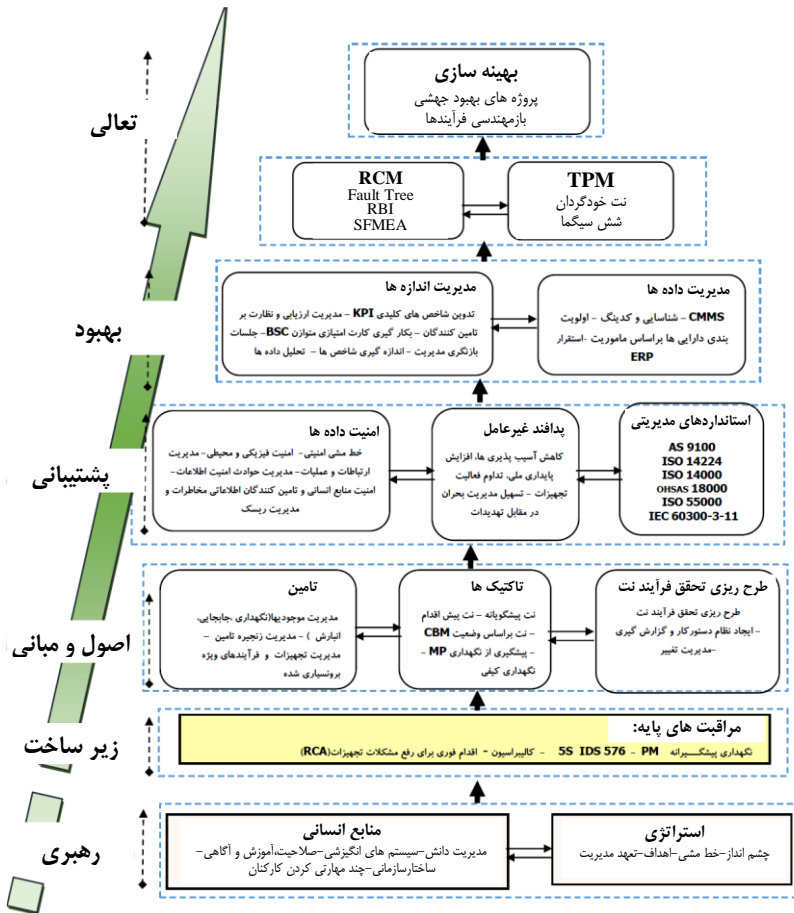 بهینه سازی
پروژه های بهبود جهشی
بازمهندسی فرآیندها
تعالی
TPM
نت خودگردان
شش سیگما
RCM
Fault Tree
RBI
SFMEA
بهبود
مدیریت داده ها
CMMS – شناسایی و کدینگ – اولویت
بندی دارایی ها براساس ماموریت -استقرار
ERP
مدیریت اندازه ها
تدوین شاخص های کلیدی KPI – مدیریت ارزیابی و نظارت بر
تامین کنندگان – بکار گیری کارت امتیازی متوازن BSC– جلسات
بازنگری مدیریت – اندازه گیری شاخص ها – تحلیل داده ها
پشتیبانی
استانداردهای مدیریتی
AS 9100
ISO 14224
ISO 14000
OHSAS 18000
ISO 55000
IEC 60300-3-11
پدافند غیرعامل
کاهش آسیب پذیری ها، افزایش
پایداری ملی، تداوم فعالیت
تجهیزات – تسهیل مدیریت بحران
در مقابل تهدیدات
امنیت داده ها
خط مشی امنیتی– امنیت فیزیکی و محیطی– مدیریت
ارتباطات و عملیات– مدیریت حوادث امنیت اطلاعات–
امنیت منابع انسانی و تامین کنندگان اطلاعاتی مخاطرات و
مدیریت ریسک
اصول و مبانی
طرح ریزی تحقق فرآیند نت
طرح ریزی تحقق فرآیند نت
– ایجاد نظام دستورکار و گزارش گیری
–مدیریت تغییر
تاکتیک ها
نت پیشگویانه – نت پیش اقدام
– نت براساس وضعیت CBM
– پیشگیری از نگهداری MP –
نگهداری کیفی
تامین
مدیریت موجودیها(نگهداری ،جابجایی،
انبارش ) – مدیریت زنجیره تامین –
مدیریت تجهیزات و فرآیندهای ویژه
برونسپاری شده
زیر ساخت
مراقبت های پایه:
نگهداری پیشگـــیرانه PM – 5S IDS 576 – کالیبراسیون – اقدام فوری برای رفع مشکلات تجهیزات(RCA)
رهبری
استراتژی
چشم انداز–خط مشی–اهداف–تعهد مدیریت
منابع انسانی
مدیریت دانش–سیستم های انگیزشی–صلاحیت،آموزش و آگاهی–
ساختارسازمانی–چند مهارتی کردن کارکنان